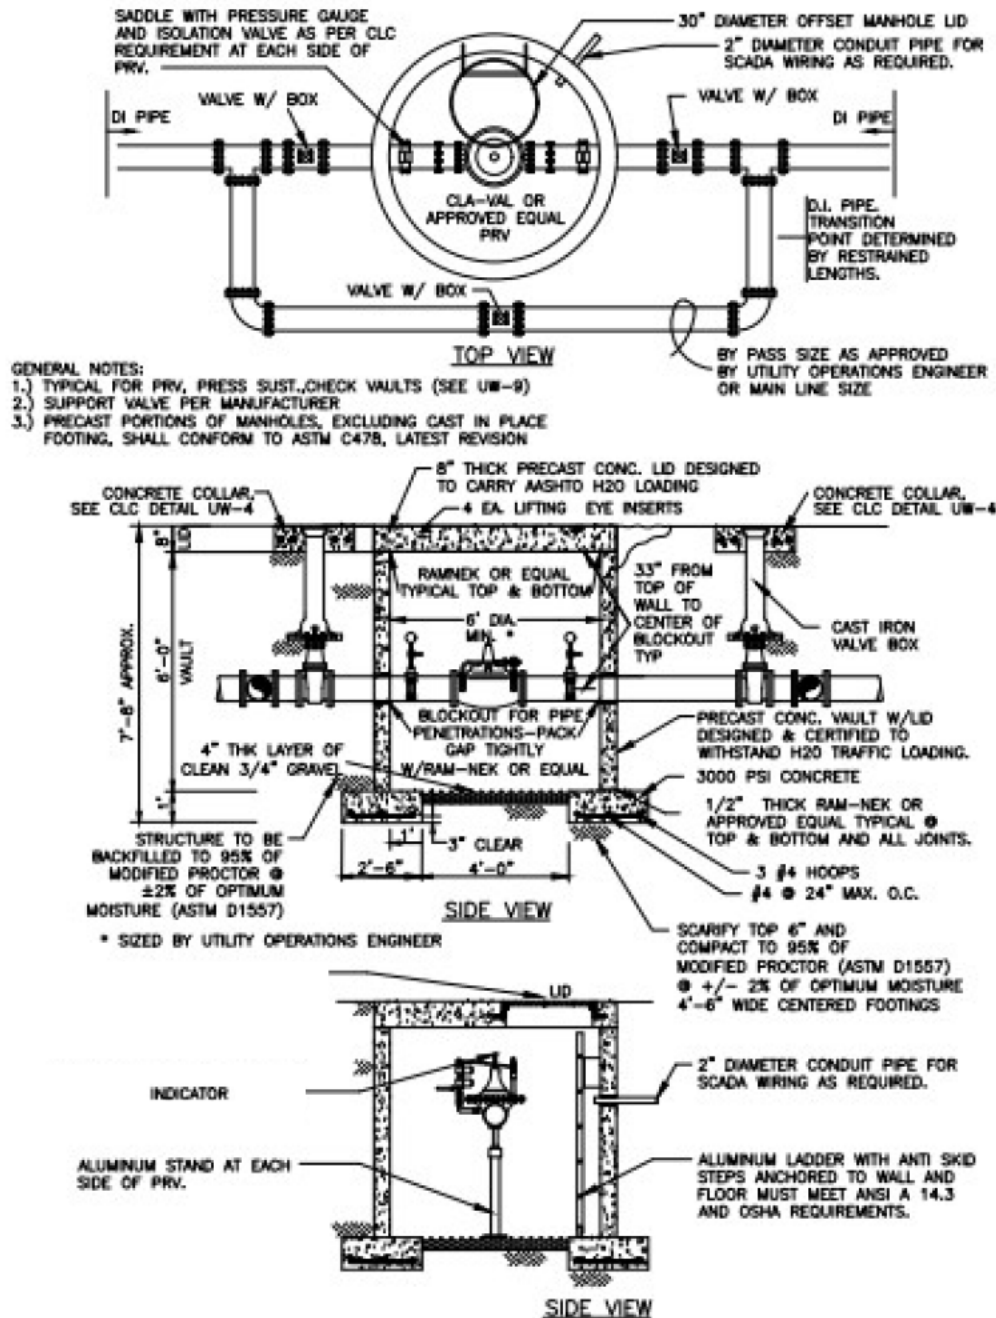 SADDLE WITH PRESSURE GAUGE
AND ISOLATION VALVE AS PER CLC
REQUIREMENT AT EACH SIDE OF
PRV.
30" DIAMETER OFFSET MANHOLE LID
2" DIAMETER CONDUIT PIPE FOR
SCADA WIRING AS REQUIRED.
VALVE W/ BOX
VALVE W/ BOX
DI PIPE
DI PIPE
CLA-VAL OR
APPROVED EQUAL
PRV
D.I. PIPE.
TRANSITION
POINT DETERMINED
BY RESTRAINED
LENGTHS.
VALVE W/ BOX
TOP VIEW
BY PASS SIZE AS APPROVED
BY UTILITY OPERATIONS ENGINEER
OR MAIN LINE SIZE
GENERAL NOTES:
1.) TYPICAL FOR PRV, PRESS SUST.,CHECK VAULTS (SEE UW-9)
2.) SUPPORT VALVE PER MANUFACTURER
3.) PRECAST PORTIONS OF MANHOLES, EXCLUDING CAST IN PLACE
FOOTING, SHALL CONFORM TO ASTM C478, LATEST REVISION
8" THICK PRECAST CONC. LID DESIGNED
TO CARRY AASHTO H20 LOADING
4 EA. LIFTING EYE INSERTS
CONCRETE COLLAR.
SEE CLC DETAIL UW-4
CONCRETE COLLAR.
SEE CLC DETAIL UW-4
8"
LID
RAMNEK OR EQUAL
TYPICAL TOP & BOTTOM
33" FROM
TOP OF
WALL TO
CENTER OF
BLOCKOUT
TYP
6' DIA.
MIN. *
CAST IRON
VALVE BOX
7'-8" APPROX.
6'-0"
VAULT
BLOCKOUT FOR PIPE
PENETRATIONS-PACK
GAP TIGHTLY
W/RAM-NEK OR EQUAL
PRECAST CONC. VAULT W/LID
DESIGNED & CERTIFIED TO
WITHSTAND H20 TRAFFIC LOADING.
4" THK LAYER OF
CLEAN 3/4" GRAVEL
3000 PSI CONCRETE
1'
1/2" THICK RAM-NEK OR
APPROVED EQUAL TYPICAL @
TOP & BOTTOM AND ALL JOINTS.
STRUCTURE TO BE
BACKFILLED TO 95% OF
MODIFIED PROCTOR @
±2% OF OPTIMUM
MOISTURE (ASTM D1557)
1'
3" CLEAR
2'-6"
4'-0"
3 #4 HOOPS
#4 @ 24" MAX. O.C.
SIDE VIEW
* SIZED BY UTILITY OPERATIONS ENGINEER
SCARIFY TOP 6" AND
COMPACT TO 95% OF
MODIFIED PROCTOR (ASTM D1557)
@ +/- 2% OF OPTIMUM MOISTURE
4'-6" WIDE CENTERED FOOTINGS
LID
INDICATOR
2" DIAMETER CONDUIT PIPE FOR
SCADA WIRING AS REQUIRED.
ALUMINUM STAND AT EACH
SIDE OF PRV.
ALUMINUM LADDER WITH ANTI SKID
STEPS ANCHORED TO WALL AND
FLOOR MUST MEET ANSI A 14.3
AND OSHA REQUIREMENTS.
SIDE VIEW